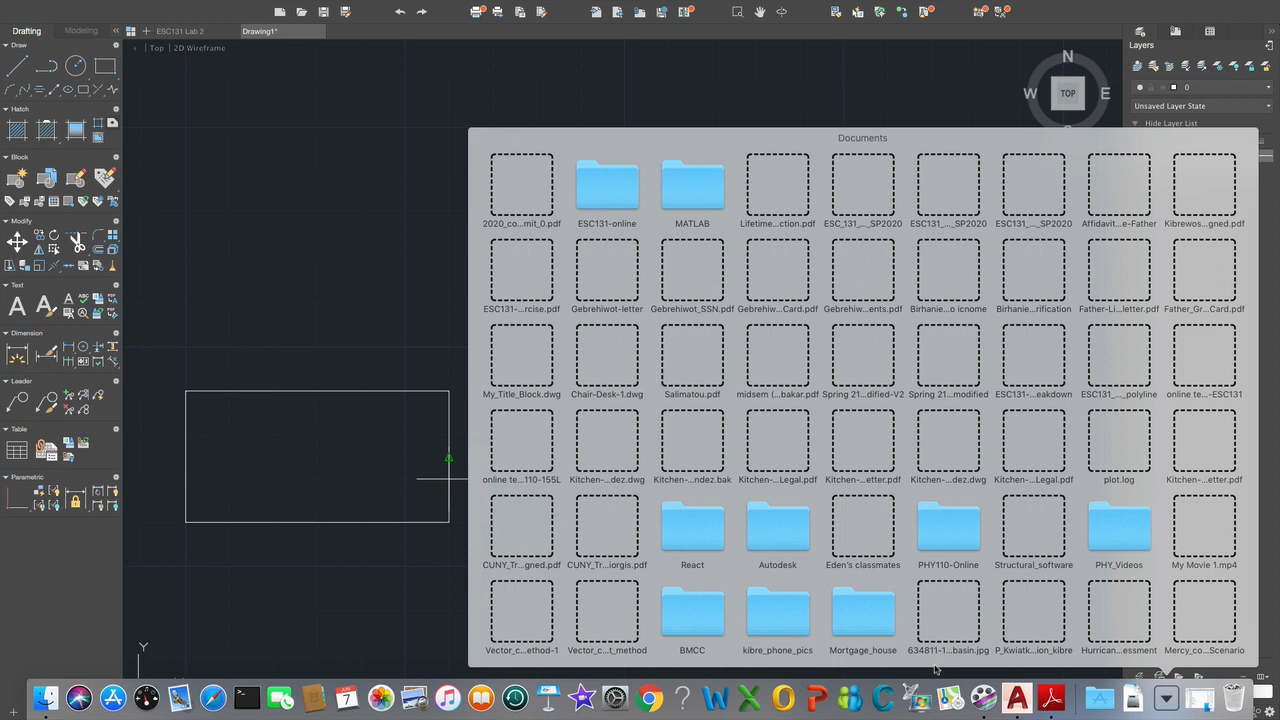 Drafting
Modeling
ESC131 Lab 2
Drawing1*
Top | 2D Wireframe
Draw
Hatch
Block
Modify
Text
Dimension
Leader
Table
Parametric
N
W
TOP
E
Y
Layers
0
Unsaved Layer State
Hide Layer List
Documents
2020_co...mit_0.pdf
ESC131-online
MATLAB
Lifetime...ction.pdf
ESC_131_..._SP2020
ESC131_..._SP2020
ESC131_..._SP2020
Affidavit...e-Father
Kibrewos...gned.pdf
ESC131-...rcise.pdf
Gebrehiwot-letter
Gebrehiwot_SSN.pdf
Gebrehiw...Card.pdf
Gebrehiw...ents.pdf
Birhanie...o icnome
Birhanie...rification
Father-Li...letter.pdf
Father_Gr...Card.pdf
My_Title_Block.dwg
Chair-Desk-1.dwg
Salimatou.pdf
midsem (...bakar.pdf
Spring 21...dified-V2
Spring 21...modified
ESC131-...eakdown
ESC131_..._polyline
online te...-ESC131
online te...110-155L
Kitchen-...dez.dwg
Kitchen-...ndez.bak
Kitchen-...Legal.pdf
Kitchen-...etter.pdf
Kitchen-...dez.dwg
Kitchen-...Legal.pdf
plot.log
Kitchen-...etter.pdf
CUNY_Tr...gned.pdf
CUNY_Tr...iorgis.pdf
React
Autodesk
Eden's classmates
PHY110-Online
Structural_software
PHY_Videos
My Movie 1.mp4
Vector_c...ethod-1
Vector_c...t_method
BMCC
kibre_phone_pics
Mortgage_house
634811-1...basin.jpg
P_Kwiatk...ion_kibre
Hurrican...essment
Mercy_co...Scenario